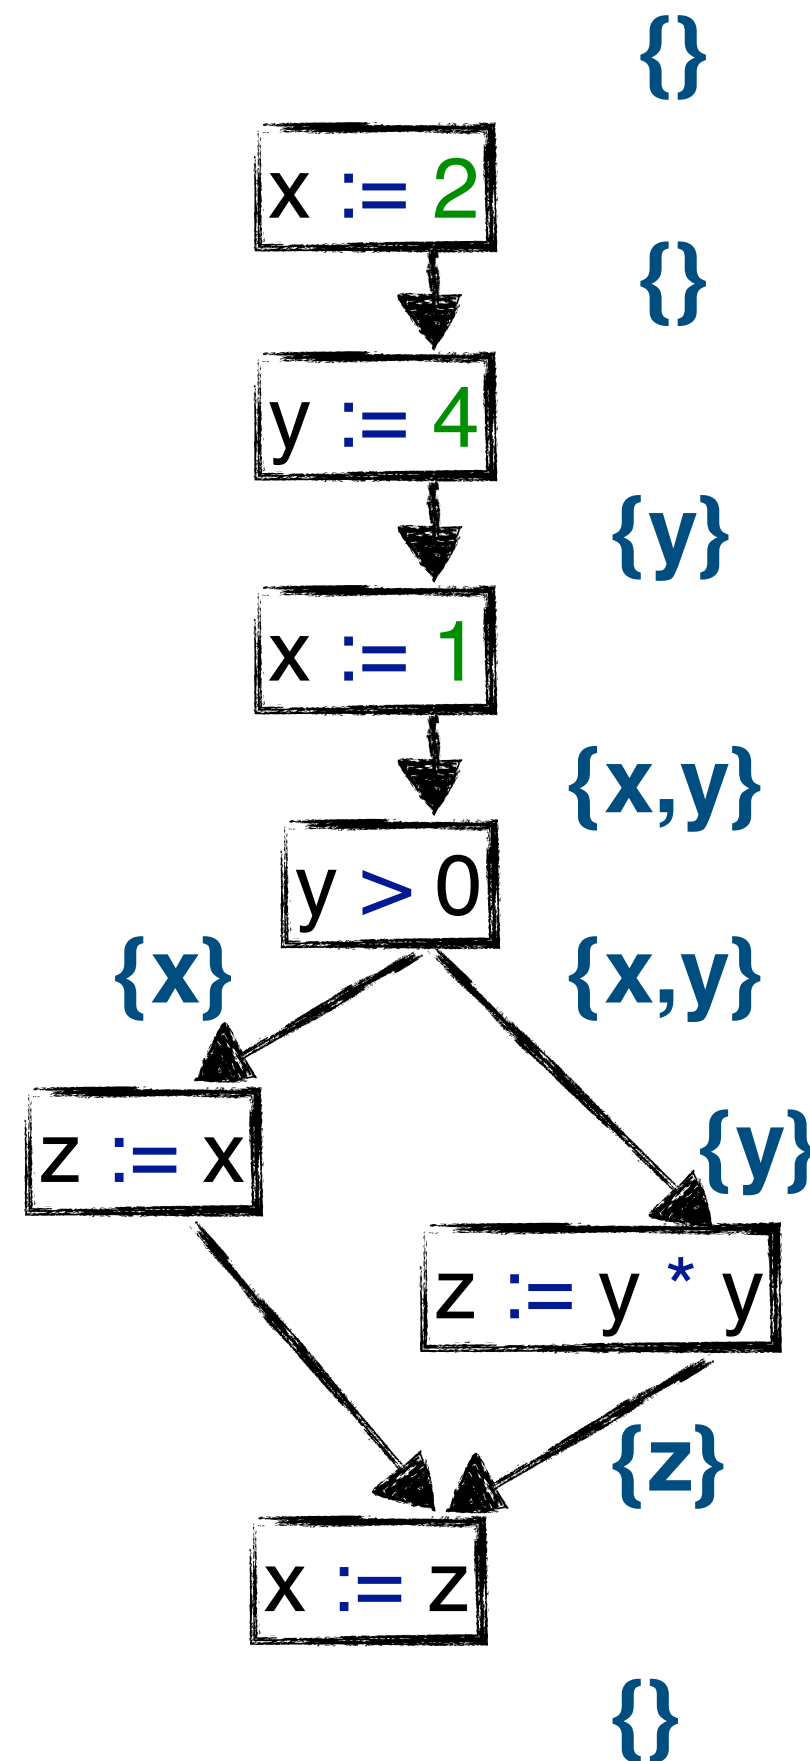 {}
x := 2
{}
y := 4
{y}
x := 1
{x,y}
y > 0
{x}
{x,y}
z := x
{y}
z := y * y
{z}
x := z
{}